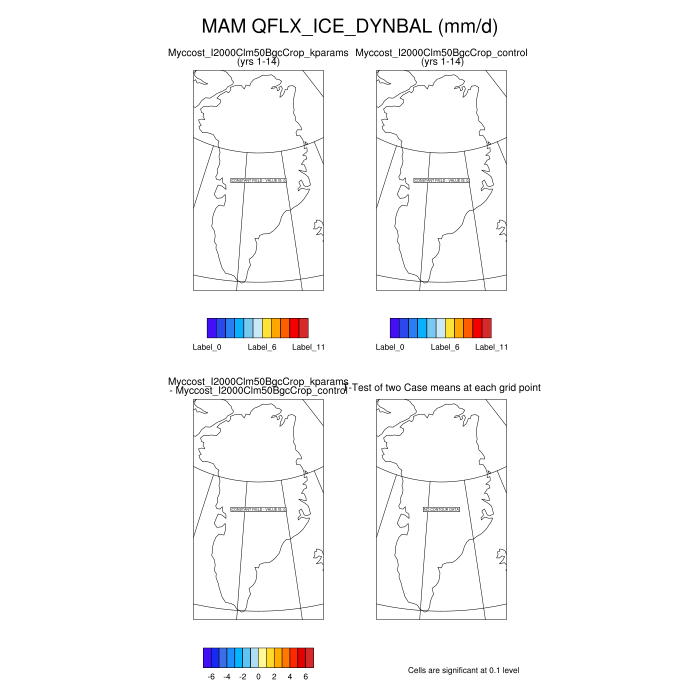 MAM QFLX_ICE_DYNBAL (mm/d)
Myccost_I2000Clm50BgcCrop_kparams
(yrs 1-14)
Myccost_I2000Clm50BgcCrop_control
(yrs 1-14)
CONSTANT FIELD - VALUE IS 0
CONSTANT FIELD - VALUE IS 0
Label_0 Label_6 Label_11
Label_0 Label_6 Label_11
Myccost_I2000Clm50BgcCrop_kparams
- Myccost_I2000Clm50BgcCrop_control
-Test of two Case means at each grid point
CONSTANT FIELD - VALUE IS 0
NO CONTOUR DATA
-6 -4 -2 0 2 4 6
Cells are significant at 0.1 level